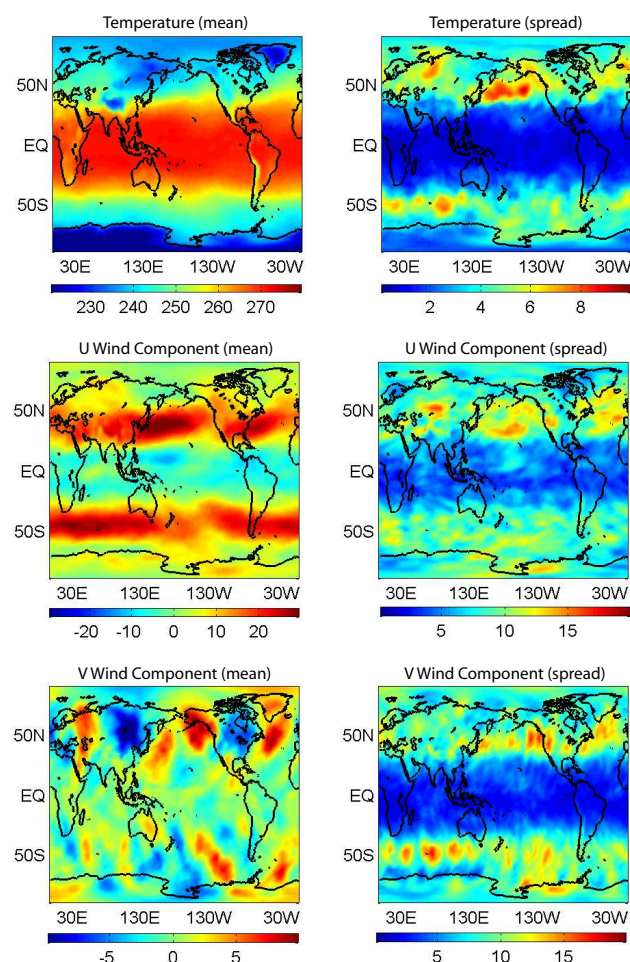 Temperature (mean)
Temperature (spread)
50N
EQ
50S
30E 130E 130W 30W
230 240 250 260 270
50N
EQ
50S
30E 130E 130W 30W
2 4 6 8
U Wind Component (mean)
U Wind Component (spread)
50N
EQ
50S
30E 130E 130W 30W
-20 -10 0 10 20
50N
EQ
50S
30E 130E 130W 30W
5 10 15
V Wind Component (mean)
V Wind Component (spread)
50N
EQ
50S
30E 130E 130W 30W
-5 0 5
50N
EQ
50S
30E 130E 130W 30W
5 10 15